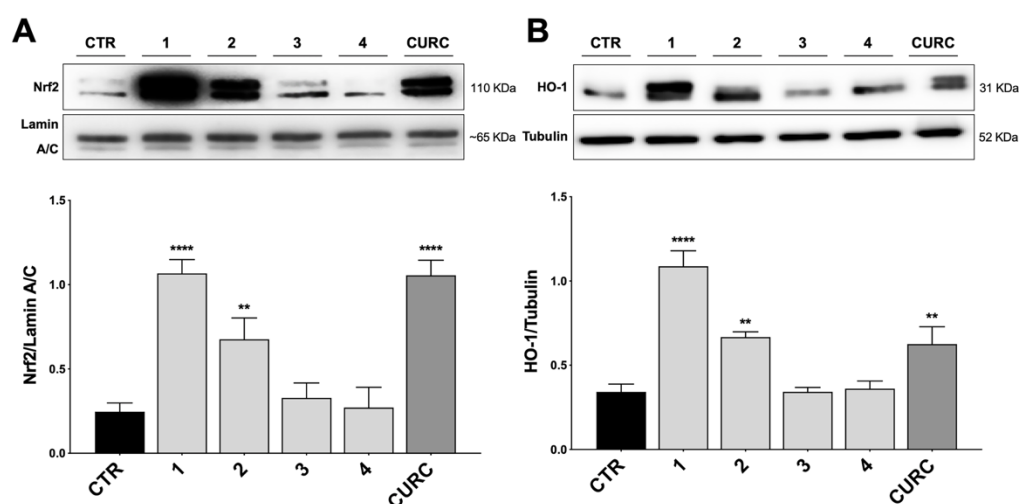 A
CTR 1 2 3 4 CURC
Nrf2
110 KDa
Lamin
A/C
~65 KDa
Nrf2/Lamin A/C
1.5
1.0
0.5
0.0
****
**
****
CTR 1 2 3 4 CURC
B
CTR 1 2 3 4 CURC
HO-1
31 KDa
Tubulin
52 KDa
HO-1/Tubulin
1.5
1.0
0.5
0.0
****
**
**
CTR 1 2 3 4 CURC